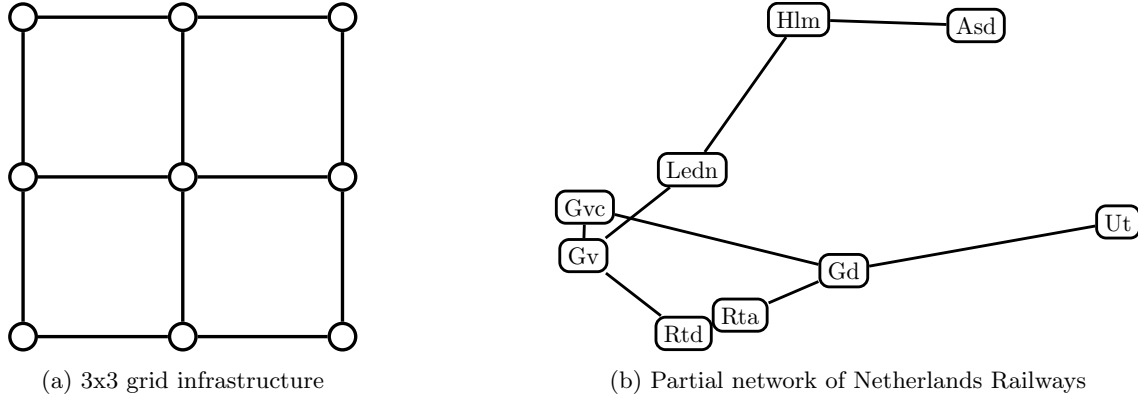 Hlm
Asd
Ledn
Gvc
Ut
Gv
Gd
Rta
Rtd
(a) 3x3 grid infrastructure
(b) Partial network of Netherlands Railways